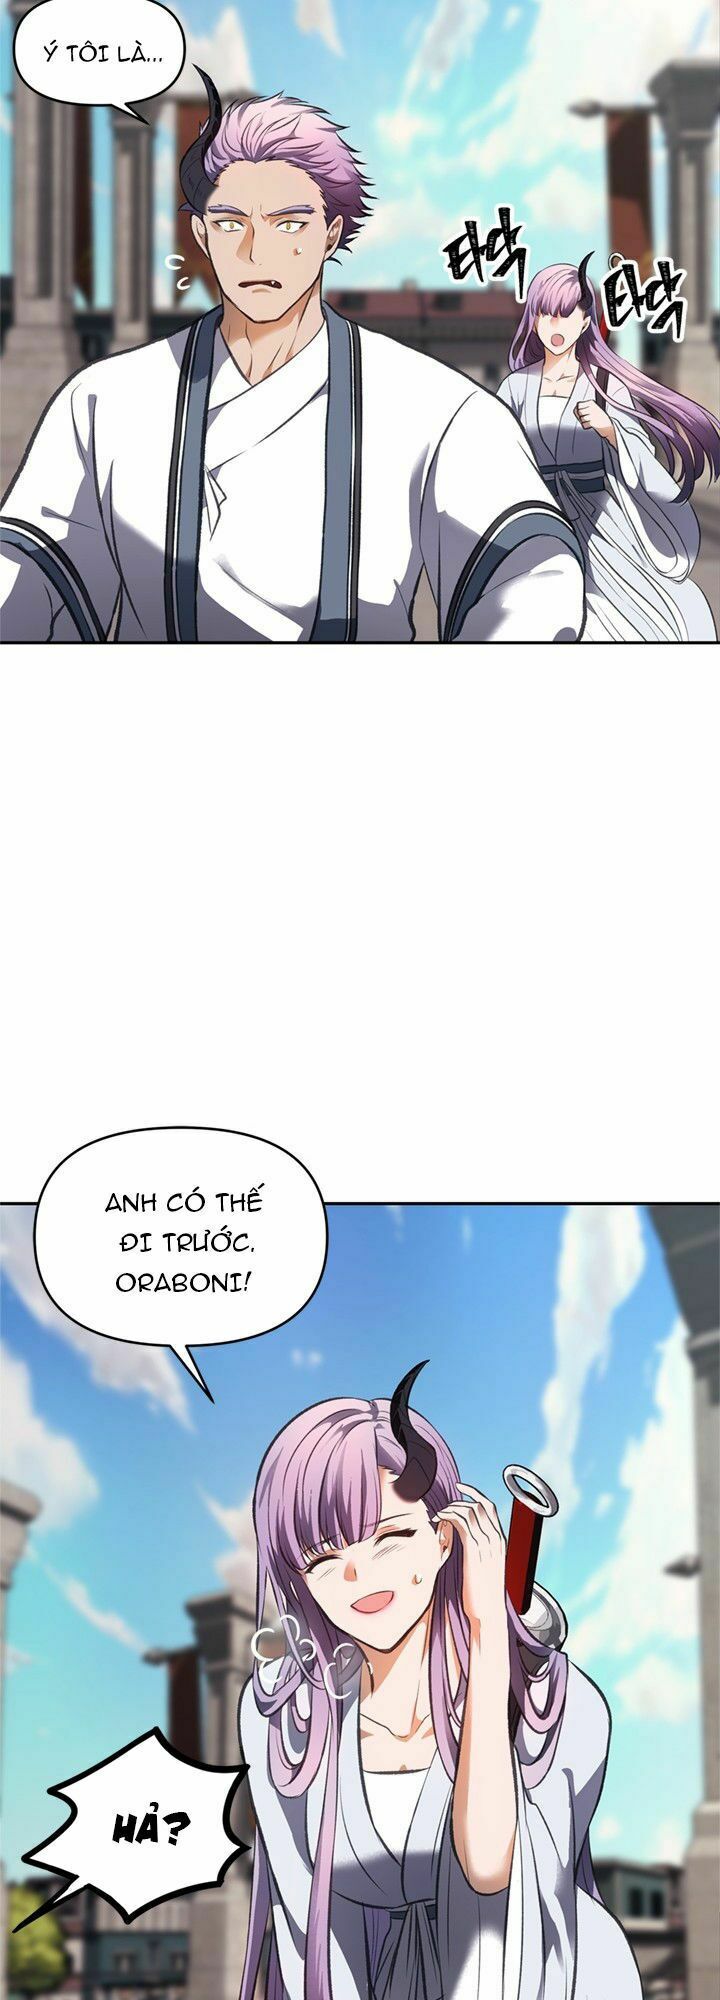 Ý TÔI LÀ...
타닥
타닥
ANH CÓ THỂ
ĐI TRƯỚC,
ORABONI!
HẢ?